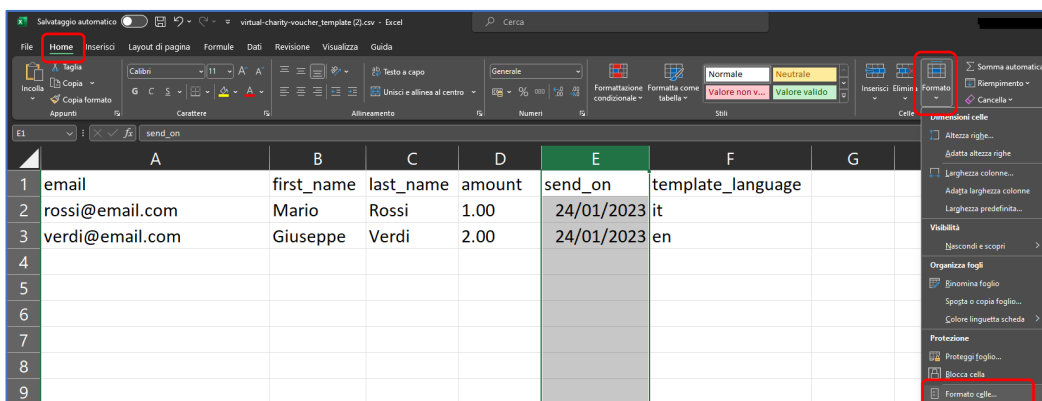 Salvataggio automatico virtual-charity-voucher_template (2).csv - Excel Cerca
File Home Inserisci Layout di pagina Formule Dati Revisione Visualizza Guida
Incolla
Taglia
Copia
Copia formato
Appunti
Calibri 11 A A
G C S A
Carattere
Testo a capo
Unisci e allinea al centro
Allineamento
Generale
% 000
Numeri
Formattazione condizionale
Formatta come tabella
Normale Neutrale
Valore non v... Valore valido
Stili
Inserisci Elimina Formato
Celle
Somma automatica
Riempimento
Cancella
E1 fx send_on
A B C D E F G
1 email first_name last_name amount send_on template_language
2 rossi@email.com Mario Rossi 1.00 24/01/2023 it
3 verdi@email.com Giuseppe Verdi 2.00 24/01/2023 en
4
5
6
7
8
9
Dimensioni celle
Altezza righe...
Adatta altezza righe
Larghezza colonne...
Adatta larghezza colonne
Larghezza predefinita...
Visibilità
Nascondi e scopri
Organizza fogli
Rinomina foglio
Sposta o copia foglio...
Colore linguetta scheda
Protezione
Proteggi foglio...
Blocca cella
Formato celle...